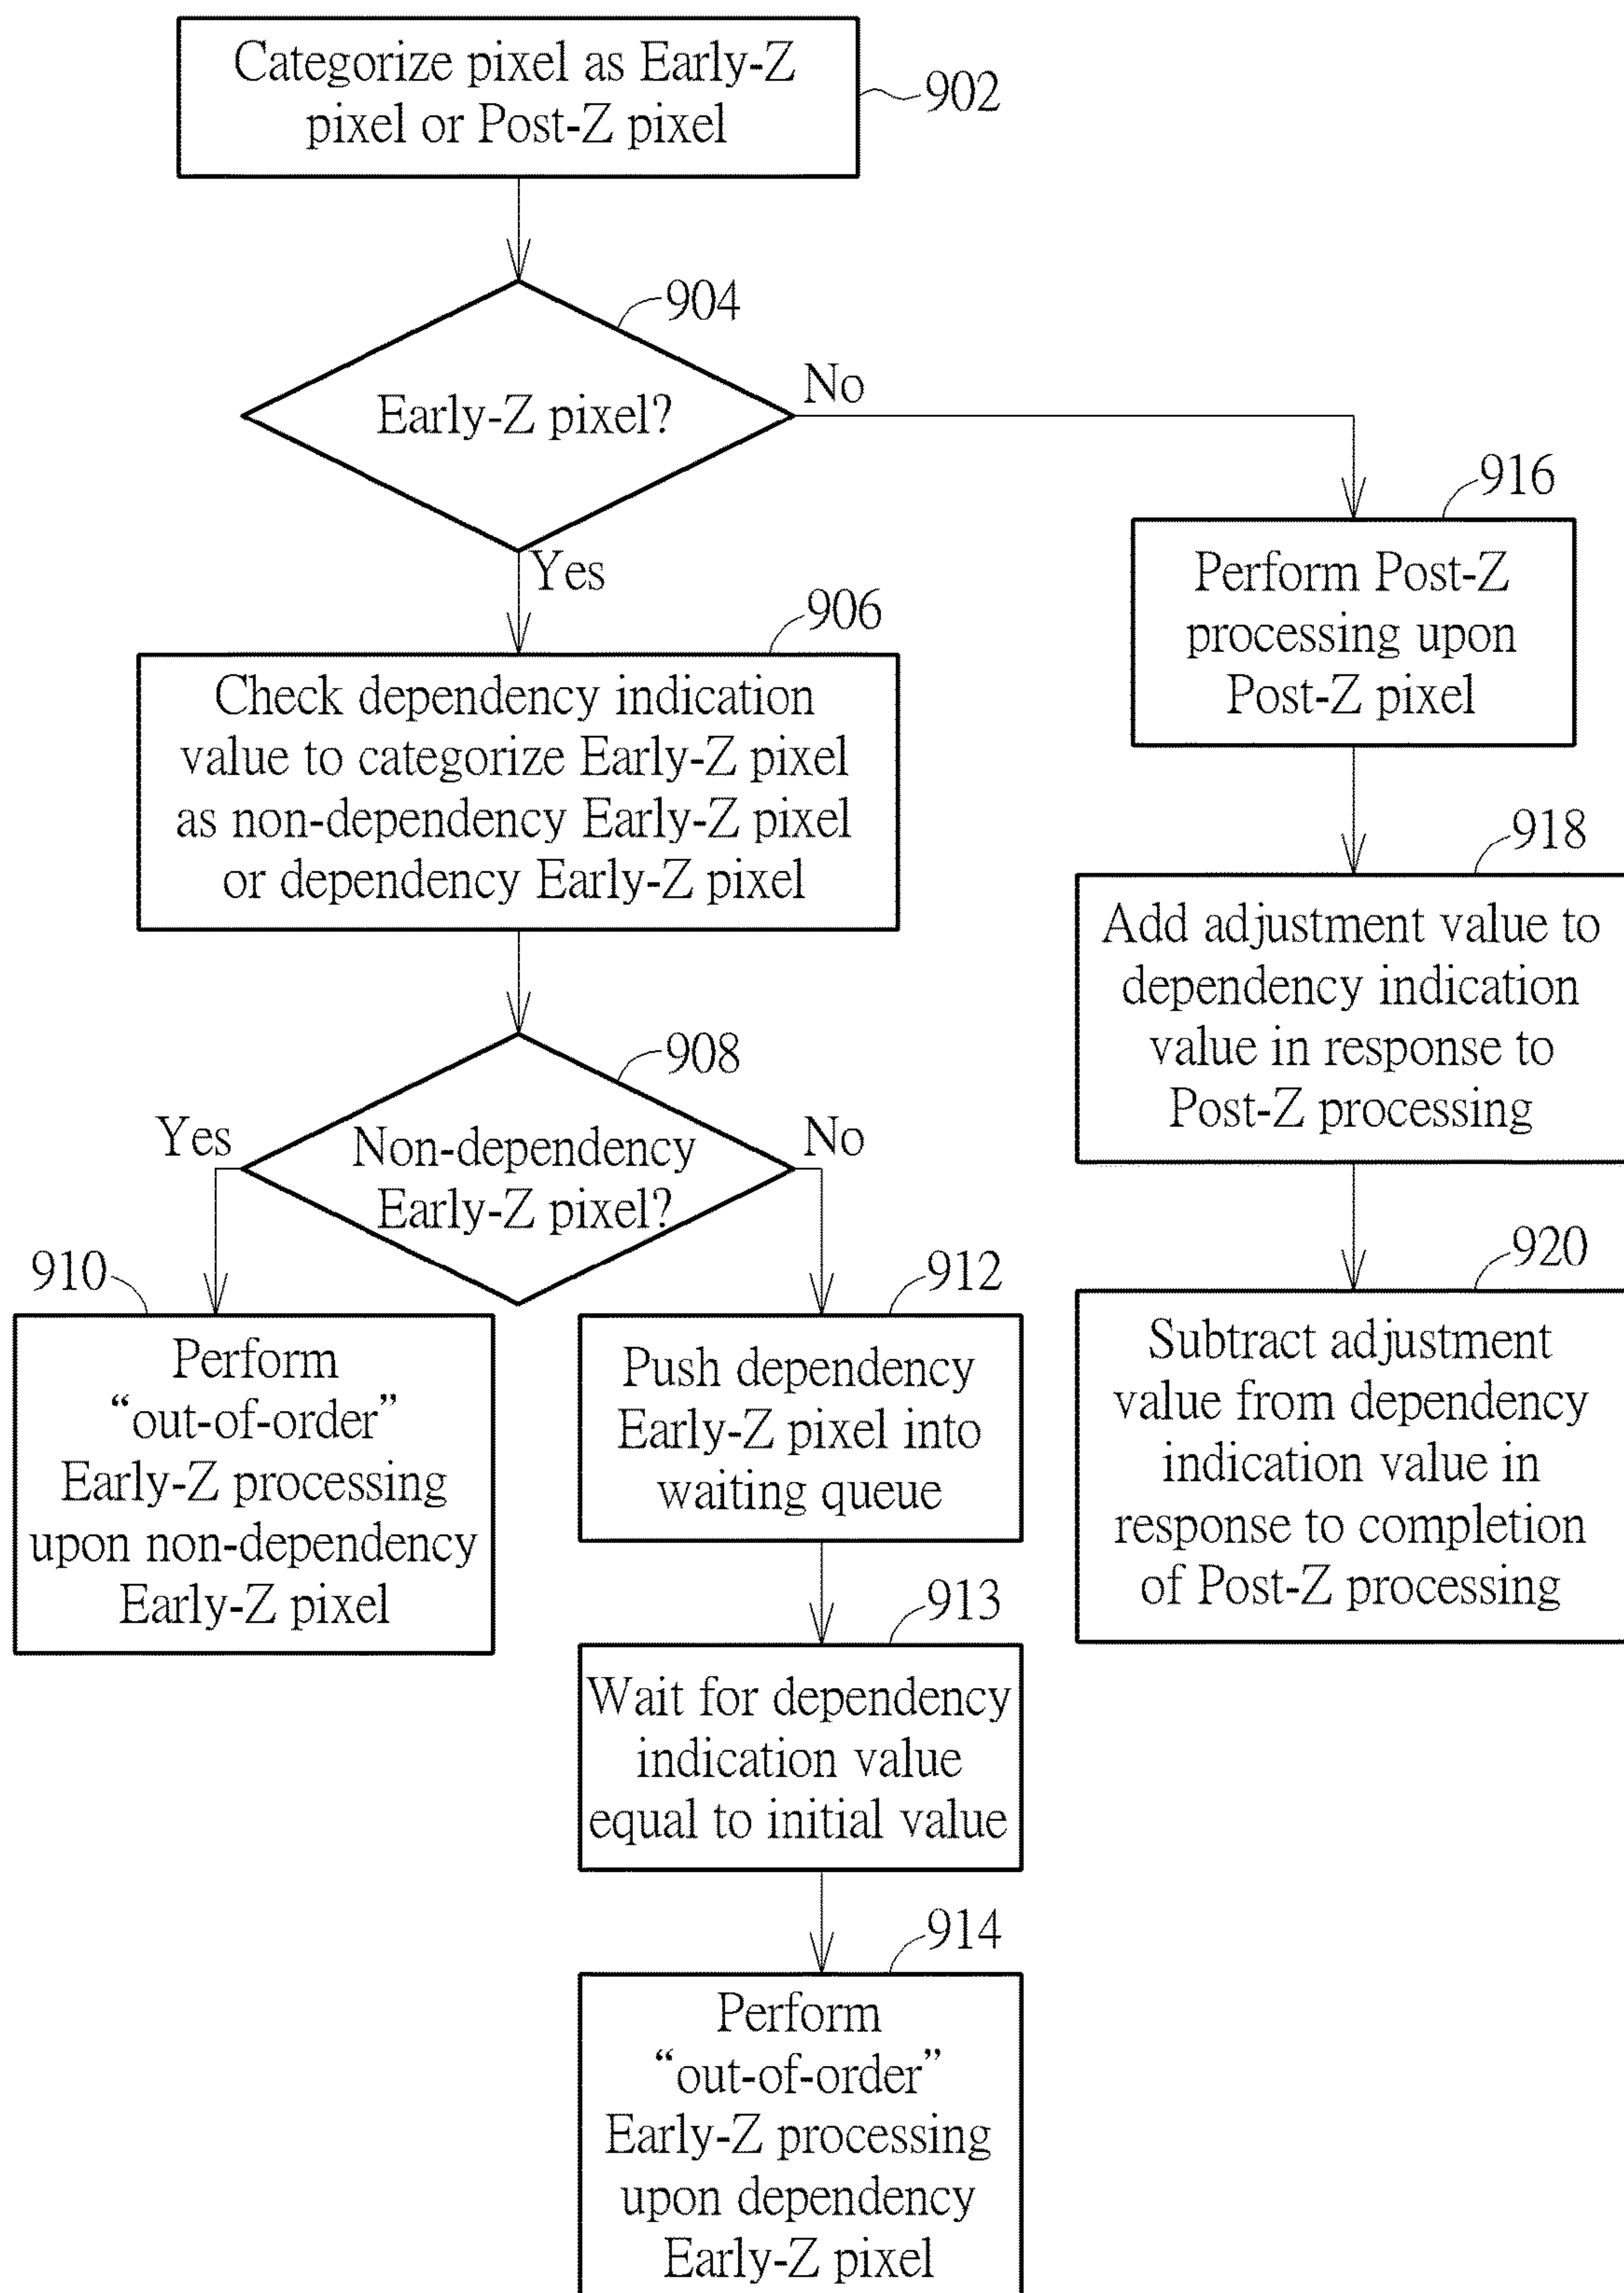 Categorize pixel as Early-Z
pixel or Post-Z pixel
902
904
Early-Z pixel?
No
Yes
916
Perform Post-Z
processing upon
Post-Z pixel
906
Check dependency indication
value to categorize Early-Z pixel
as non-dependency Early-Z pixel
or dependency Early-Z pixel
918
Add adjustment value to
dependency indication
value in response to
Post-Z processing
908
Yes
Non-dependency
Early-Z pixel?
No
910
Perform
“out-of-order”
Early-Z processing
upon non-dependency
Early-Z pixel
912
Push dependency
Early-Z pixel into
waiting queue
920
Subtract adjustment
value from dependency
indication value in
response to completion
of Post-Z processing
913
Wait for dependency
indication value
equal to initial value
914
Perform
“out-of-order”
Early-Z processing
upon dependency
Early-Z pixel